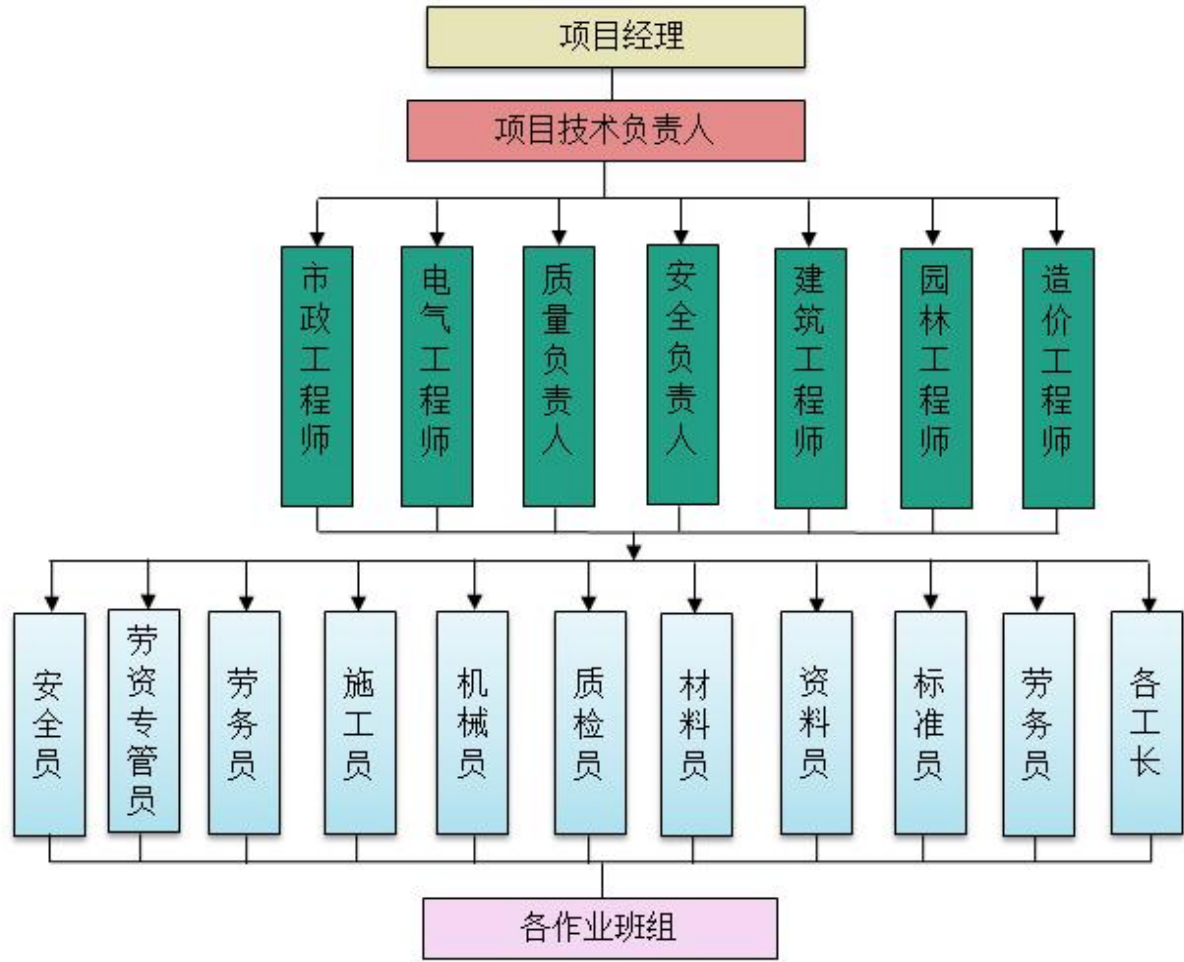 项目经理
项目技术负责人
市政工程师
电气工程师
质量负责人
安全负责人
建筑工程师
园林工程师
造价工程师
安全员
劳资专管员
劳务员
施工员
机械员
质检员
材料员
资料员
标准员
劳务员
各工长
各作业班组